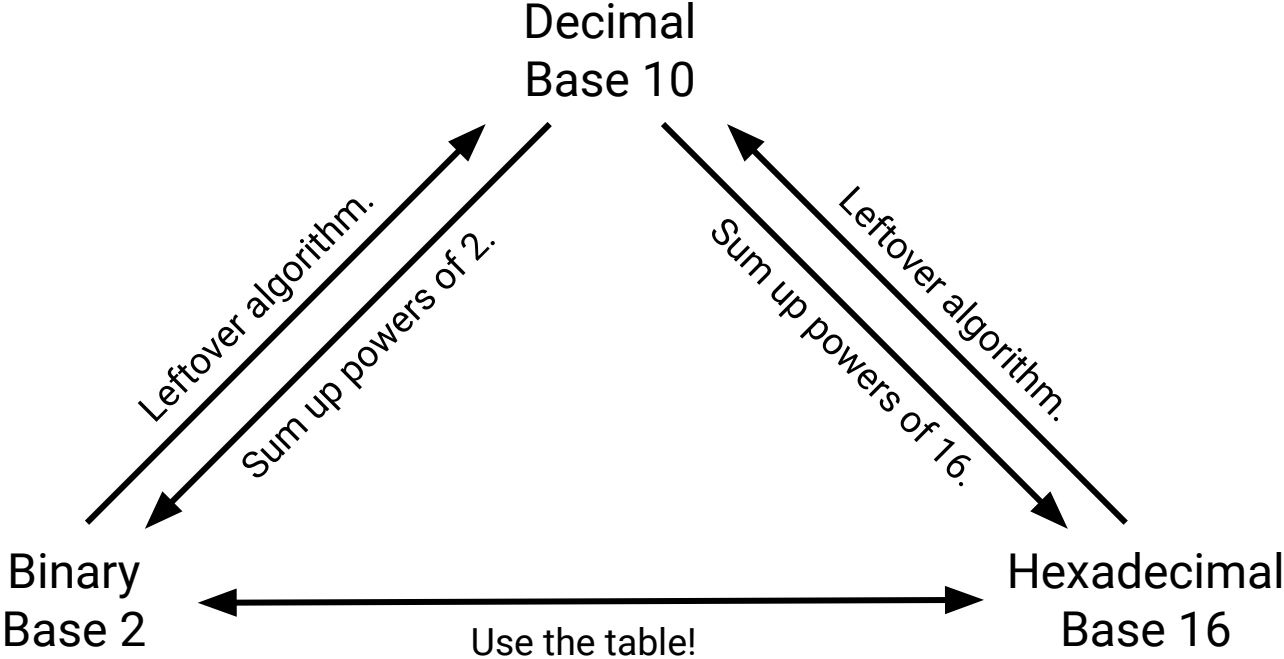 Decimal
Base 10
Leftover algorithm.
Sum up powers of 2.
Sum up powers of 16.
Leftover algorithm.
Binary
Base 2
Use the table!
Hexadecimal
Base 16